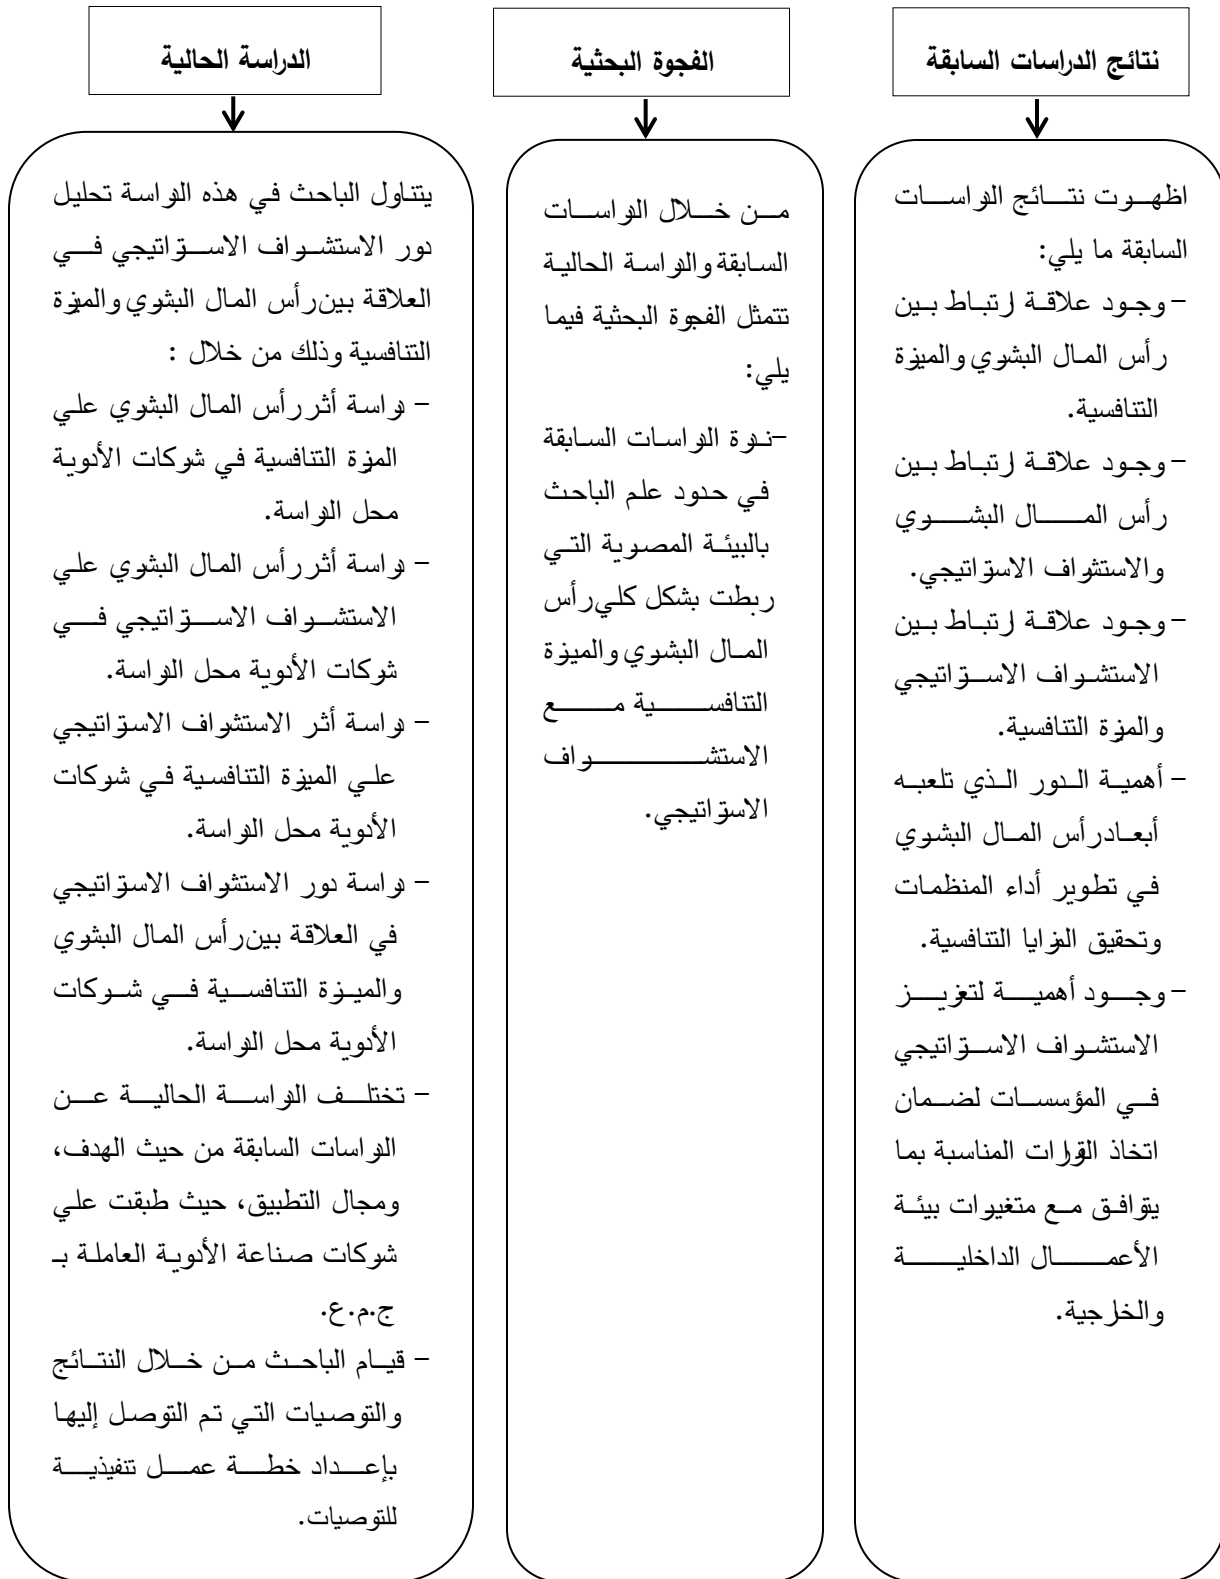 نتائج الدراسات السابقة
اظهرت نتائج الدراسات
السابقة ما يلي:
- وجود علاقة ارتباط بين
رأس المال البشري والميزة
التنافسية.
- وجود علاقة ارتباط بين
رأس المال البشري
والاستشراف الاستراتيجي.
- وجود علاقة ارتباط بين
الاستشراف الاستراتيجي
والميزة التنافسية.
- أهمية الدور الذي تلعبه
أبعاد رأس المال البشري
في تطوير أداء المنظمات
وتحقيق المزايا التنافسية.
- وجود أهمية لتعزيز
الاستشراف الاستراتيجي
في المؤسسات لضمان
اتخاذ القرارات المناسبة بما
يتوافق مع متغيرات بيئة
الأعمال الداخلية
والخارجية.
الفجوة البحثية
من خلال الدراسات
السابقة والدراسة الحالية
تتمثل الفجوة البحثية فيما
يلي:
-ندرة الدراسات السابقة
في حدود علم الباحث
بالبيئة المصرية التي
ربطت بشكل كلي رأس
المال البشري والميزة
التنافسية مع
الاستشراف
الاستراتيجي.
الدراسة الحالية
يتناول الباحث في هذه الدراسة تحليل
دور الاستشراف الاستراتيجي في
العلاقة بين رأس المال البشري والميزة
التنافسية وذلك من خلال :
- دراسة أثر رأس المال البشري علي
الميزة التنافسية في شركات الأدوية
محل الدراسة.
- دراسة أثر رأس المال البشري علي
الاستشراف الاستراتيجي في
شركات الأدوية محل الدراسة.
- دراسة أثر الاستشراف الاستراتيجي
علي الميزة التنافسية في شركات
الأدوية محل الدراسة.
- دراسة دور الاستشراف الاستراتيجي
في العلاقة بين رأس المال البشري
والميزة التنافسية في شركات
الأدوية محل الدراسة.
- تختلف الدراسة الحالية عن
الدراسات السابقة من حيث الهدف،
ومجال التطبيق، حيث طبقت علي
شركات صناعة الأدوية العاملة بـ
ج.م.ع.
- قيام الباحث من خلال النتائج
والتوصيات التي تم التوصل إليها
بإعداد خطة عمل تنفيذية
للتوصيات.